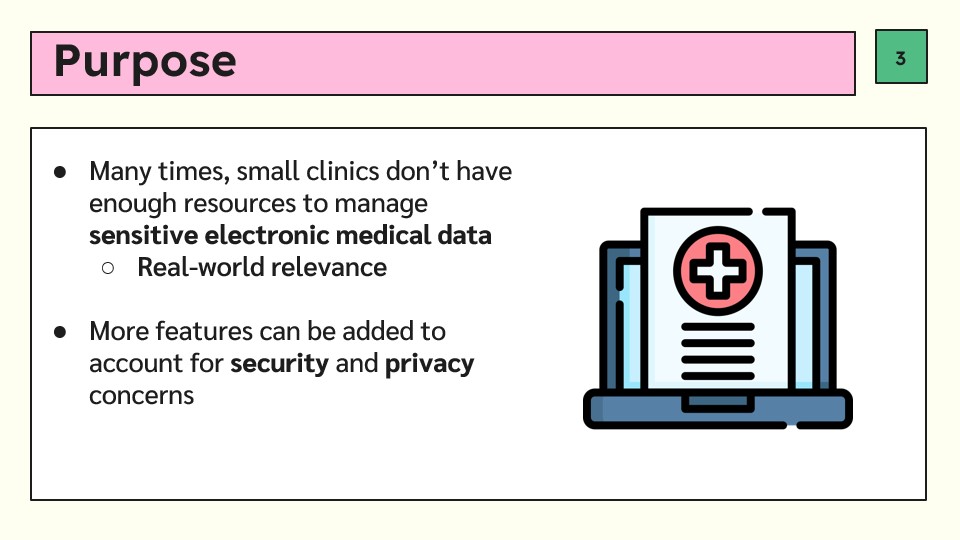 Purpose
3
● Many times, small clinics don’t have
enough resources to manage
sensitive electronic medical data
○ Real-world relevance
● More features can be added to
account for security and privacy
concerns